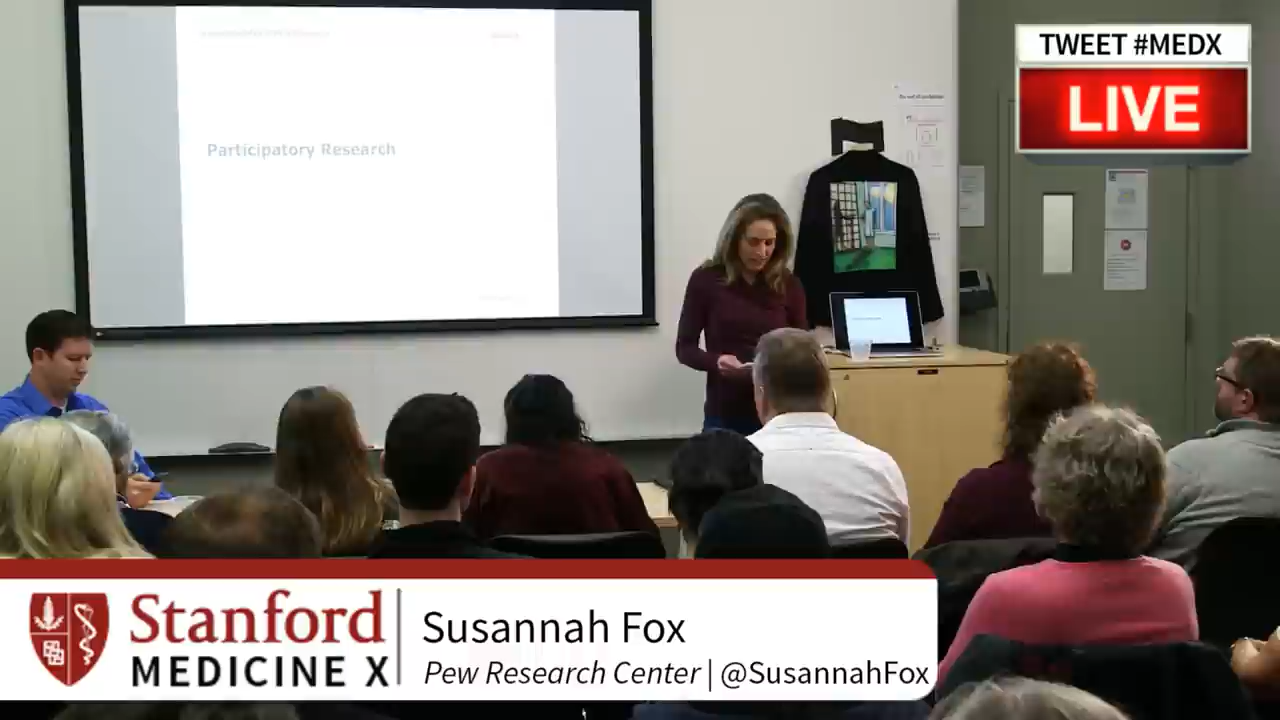 Participatory Research
TWEET #MEDX
LIVE
Stanford
MEDICINE X
Susannah Fox
Pew Research Center | @SusannahFox